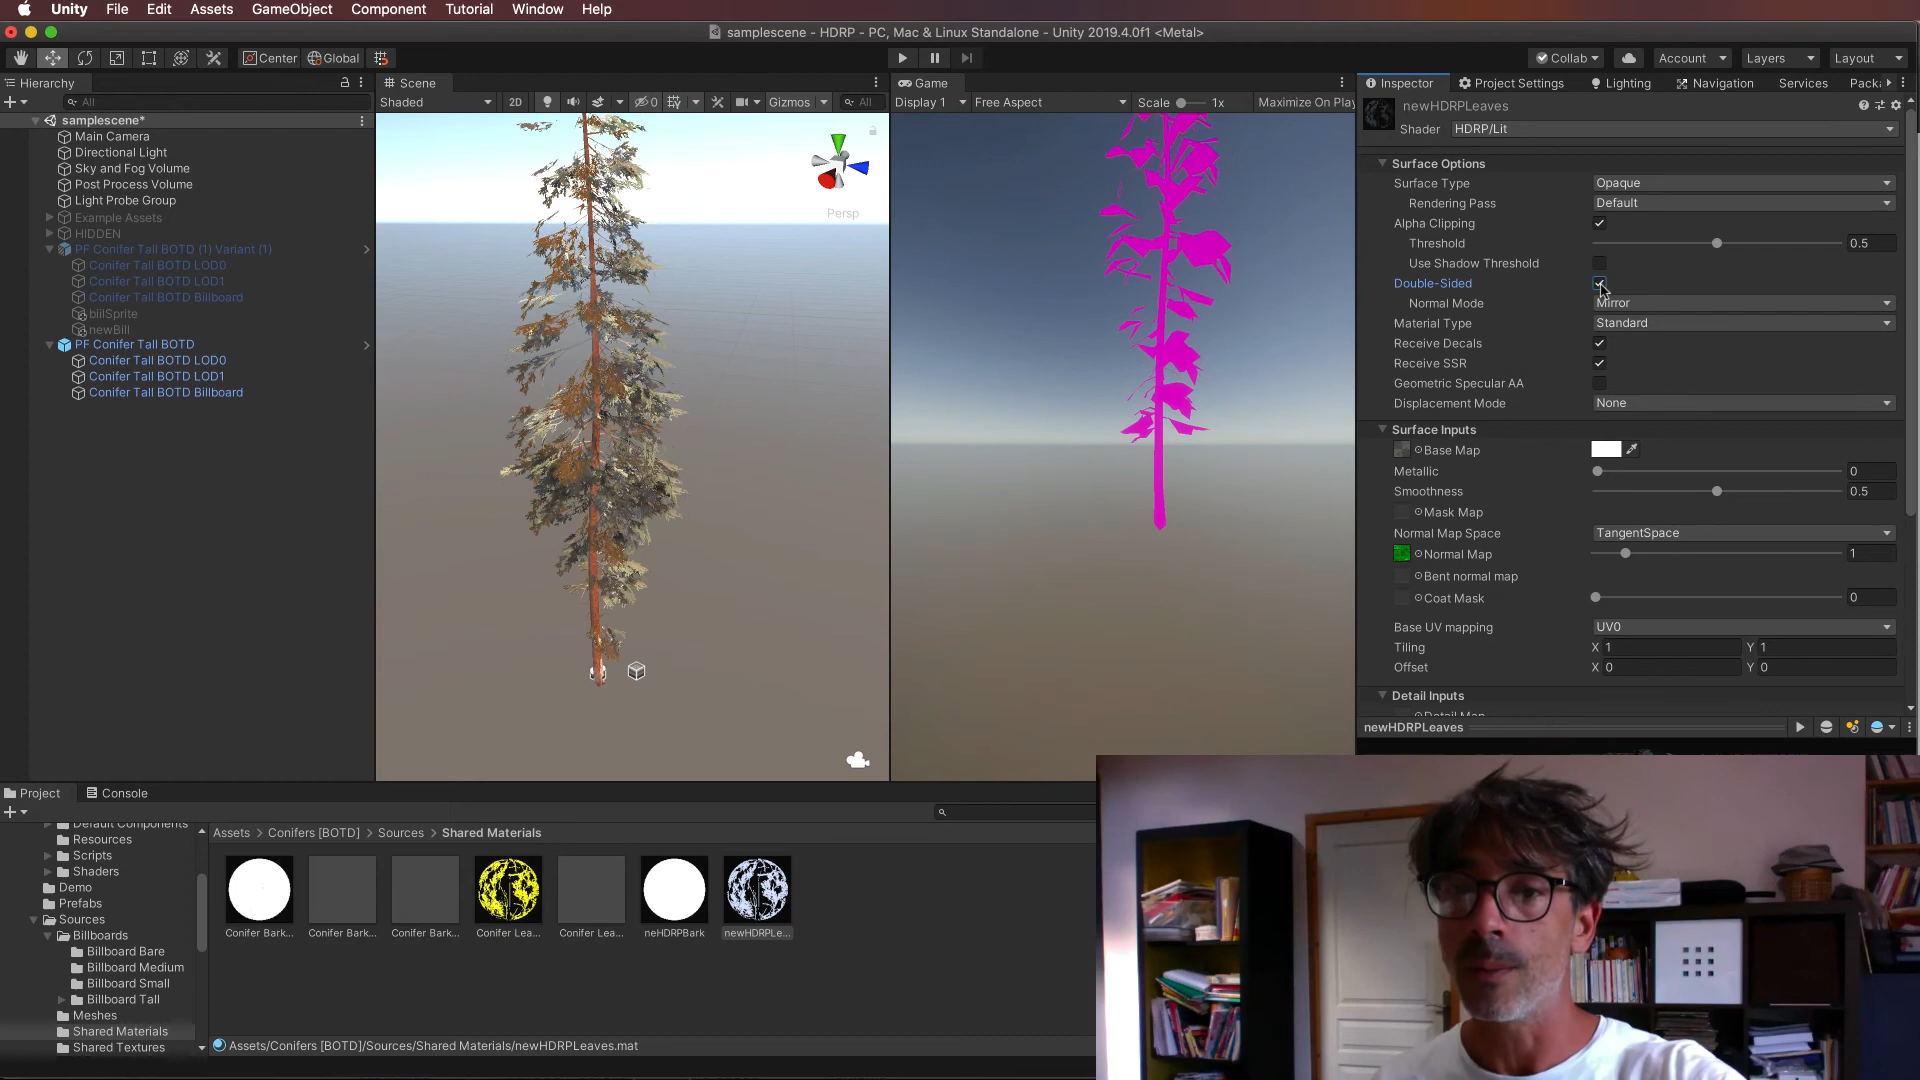 Unity File Edit Assets GameObject Component Tutorial Window Help
samplescene - HDRP - PC, Mac & Linux Standalone - Unity 2019.4.0f1 <Metal>
Center Global Collab Account Layers Layout
Hierarchy
All
samplescene*
Main Camera
Directional Light
Sky and Fog Volume
Post Process Volume
Light Probe Group
Example Assets
HIDDEN
PF Conifer Tall BOTD (1) Variant (1)
Conifer Tall BOTD LOD0
Conifer Tall BOTD LOD1
Conifer Tall BOTD Billboard
biilSprite
newBill
PF Conifer Tall BOTD
Conifer Tall BOTD LOD0
Conifer Tall BOTD LOD1
Conifer Tall BOTD Billboard
Scene
Shaded 2D 0 Gizmos All
Persp
Game
Display 1 Free Aspect Scale 1x Maximize On Play
Inspector Project Settings Lighting Navigation Services Pack
newHDRPLeaves
Shader HDRP/Lit
Surface Options
Surface Type Opaque
Rendering Pass Default
Alpha Clipping
Threshold 0.5
Use Shadow Threshold
Double-Sided
Normal Mode Mirror
Material Type Standard
Receive Decals
Receive SSR
Geometric Specular AA
Displacement Mode None
Surface Inputs
Base Map
Metallic 0
Smoothness 0.5
Mask Map
Normal Map Space TangentSpace
Normal Map 1
Bent normal map
Coat Mask 0
Base UV mapping UV0
Tiling X 1 Y 1
Offset X 0 Y 0
Detail Inputs
Detail Map
newHDRPLeaves
Project Console
Default Components
Resources
Scripts
Shaders
Demo
Prefabs
Sources
Billboards
Billboard Bare
Billboard Medium
Billboard Small
Billboard Tall
Meshes
Shared Materials
Shared Textures
Assets > Conifers [BOTD] > Sources > Shared Materials
Conifer Bark... Conifer Bark... Conifer Bark... Conifer Lea... Conifer Lea... neHDRPBark newHDRPLe...
Assets/Conifers [BOTD]/Sources/Shared Materials/newHDRPLeaves.mat